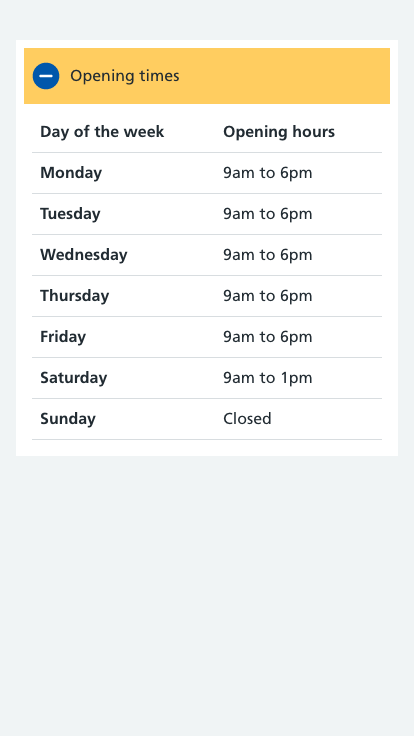 Opening times
Day of the week Opening hours
Monday 9am to 6pm
Tuesday 9am to 6pm
Wednesday 9am to 6pm
Thursday 9am to 6pm
Friday 9am to 6pm
Saturday 9am to 1pm
Sunday Closed